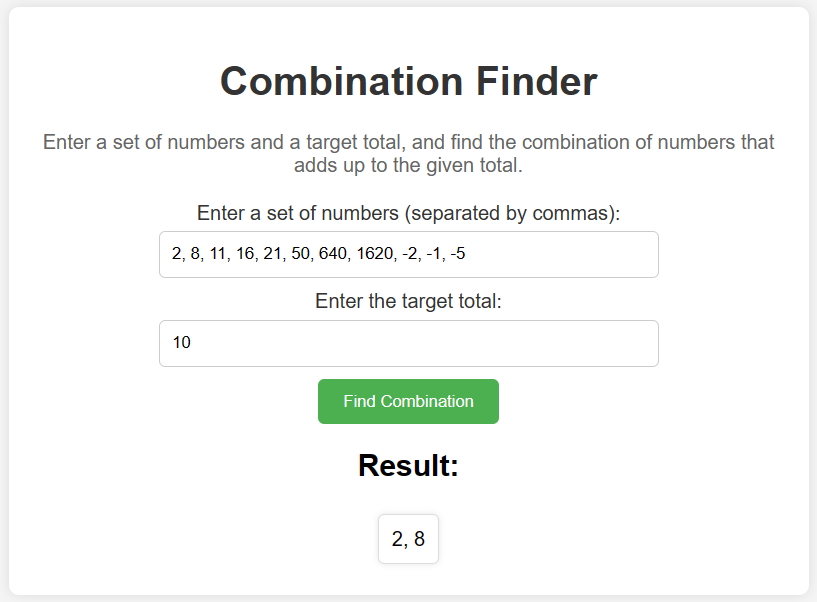 Combination Finder
Enter a set of numbers and a target total, and find the combination of numbers that
adds up to the given total.
Enter a set of numbers (separated by commas):
2, 8, 11, 16, 21, 50, 640, 1620, -2, -1, -5
Enter the target total:
10
Find Combination
Result:
2, 8